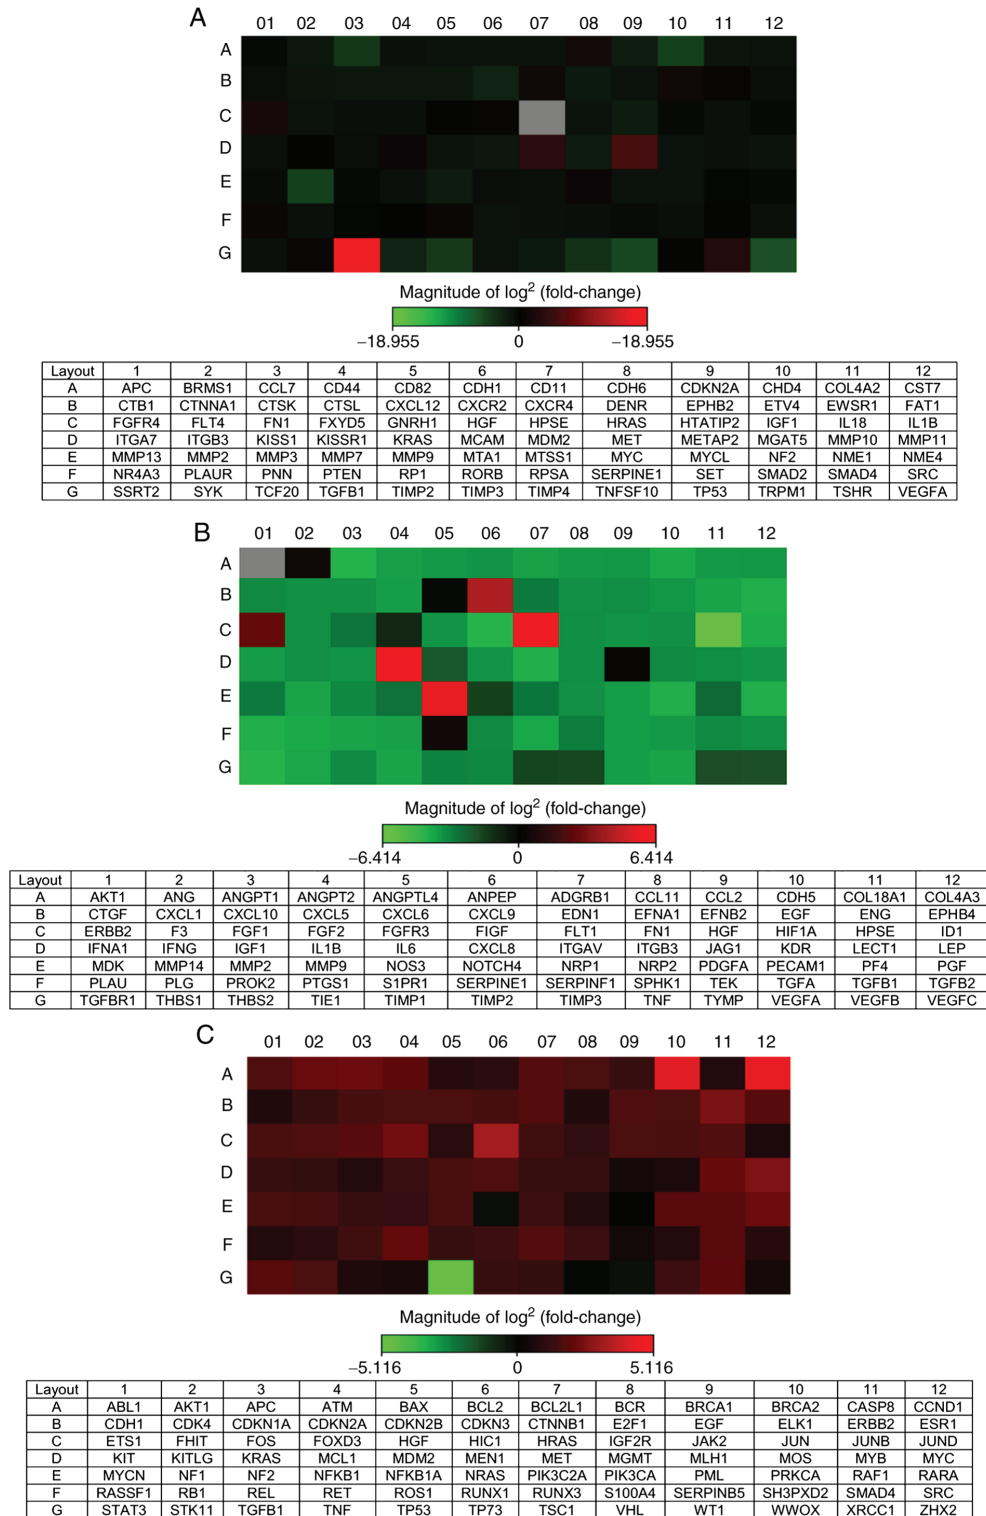 A
01 02 03 04 05 06 07 08 09 10 11 12
A
B
C
D
E
F
G
Magnitude of log² (fold-change)
−18.955 0 −18.955
Layout 1 2 3 4 5 6 7 8 9 10 11 12
A APC BRMS1 CCL7 CD44 CD82 CDH1 CD11 CDH6 CDKN2A CHD4 COL4A2 CST7
B CTB1 CTNNA1 CTSK CTSL CXCL12 CXCR2 CXCR4 DENR EPHB2 ETV4 EWSR1 FAT1
C FGFR4 FLT4 FN1 FXYD5 GNRH1 HGF HPSE HRAS HTATIP2 IGF1 IL18 IL1B
D ITGA7 ITGB3 KISS1 KISSR1 KRAS MCAM MDM2 MET METAP2 MGAT5 MMP10 MMP11
E MMP13 MMP2 MMP3 MMP7 MMP9 MTA1 MTSS1 MYC MYCL NF2 NME1 NME4
F NR4A3 PLAUR PNN PTEN RP1 RORB RPSA SERPINE1 SET SMAD2 SMAD4 SRC
G SSRT2 SYK TCF20 TGFB1 TIMP2 TIMP3 TIMP4 TNFSF10 TP53 TRPM1 TSHR VEGFA
B
01 02 03 04 05 06 07 08 09 10 11 12
A
B
C
D
E
F
G
Magnitude of log² (fold-change)
−6.414 0 6.414
Layout 1 2 3 4 5 6 7 8 9 10 11 12
A AKT1 ANG ANGPT1 ANGPT2 ANGPTL4 ANPEP ADGRB1 CCL11 CCL2 CDH5 COL18A1 COL4A3
B CTGF CXCL1 CXCL10 CXCL5 CXCL6 CXCL9 EDN1 EFNA1 EFNB2 EGF ENG EPHB4
C ERBB2 F3 FGF1 FGF2 FGFR3 FIGF FLT1 FN1 HGF HIF1A HPSE ID1
D IFNA1 IFNG IGF1 IL1B IL6 CXCL8 ITGAV ITGB3 JAG1 KDR LECT1 LEP
E MDK MMP14 MMP2 MMP9 NOS3 NOTCH4 NRP1 NRP2 PDGFA PECAM1 PF4 PGF
F PLAU PLG PROK2 PTGS1 S1PR1 SERPINE1 SERPINF1 SPHK1 TEK TGFA TGFB1 TGFB2
G TGFBR1 THBS1 THBS2 TIE1 TIMP1 TIMP2 TIMP3 TNF TYMP VEGFA VEGFB VEGFC
C
01 02 03 04 05 06 07 08 09 10 11 12
A
B
C
D
E
F
G
Magnitude of log² (fold-change)
−5.116 0 5.116
Layout 1 2 3 4 5 6 7 8 9 10 11 12
A ABL1 AKT1 APC ATM BAX BCL2 BCL2L1 BCR BRCA1 BRCA2 CASP8 CCND1
B CDH1 CDK4 CDKN1A CDKN2A CDKN2B CDKN3 CTNNB1 E2F1 EGF ELK1 ERBB2 ESR1
C ETS1 FHIT FOS FOXD3 HGF HIC1 HRAS IGF2R JAK2 JUN JUNB JUND
D KIT KITLG KRAS MCL1 MDM2 MEN1 MET MGMT MLH1 MOS MYB MYC
E MYCN NF1 NF2 NFKB1 NFKB1A NRAS PIK3C2A PIK3CA PML PRKCA RAF1 RARA
F RASSF1 RB1 REL RET ROS1 RUNX1 RUNX3 S100A4 SERPINB5 SH3PXD2 SMAD4 SRC
G STAT3 STK11 TGFB1 TNF TP53 TP73 TSC1 VHL WT1 WWOX XRCC1 ZHX2